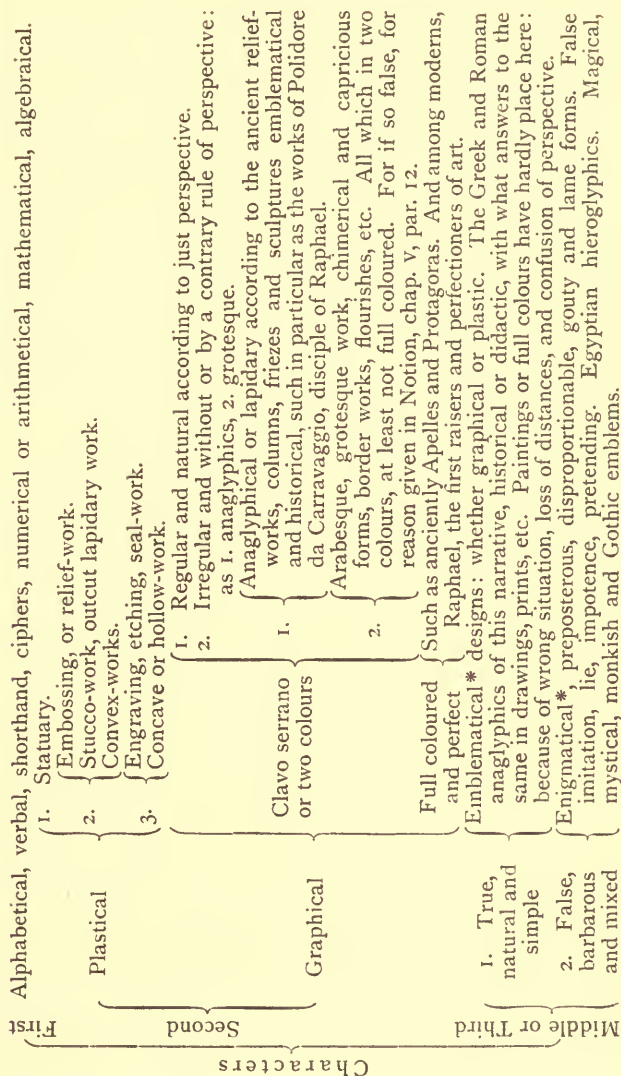 Characters
First
Alphabetical, verbal, shorthand, ciphers, numerical or arithmetical, mathematical, algebraical.
Second
Plastical
1. Statuary.
2.
Embossing, or relief-work.
Stucco-work, outcut lapidary work.
Convex-works.
3.
Engraving, etching, seal-work.
Concave or hollow-work.
Graphical
Clavo serrano
or two colours
1. Regular and natural according to just perspective.
2. Irregular and without or by a contrary rule of perspective:
as 1. anaglyphics, 2. grotesque.
1.
Anaglyphical or lapidary according to the ancient relief-
works, columns, friezes and sculptures emblematical
and historical, such in particular as the works of Polidore
da Carravaggio, disciple of Raphael.
2.
Arabesque, grotesque work, chimerical and capricious
forms, border works, flourishes, etc. All which in two
colours, at least not full coloured. For if so false, for
reason given in Notion, chap. V, par. 12.
Full coloured
and perfect
Such as anciently Apelles and Protagoras. And among moderns,
Raphael, the first raisers and perfectioners of art.
Middle or Third
1. True,
natural and
simple
Emblematical* designs: whether graphical or plastic. The Greek and Roman
anaglyphics of this narrative, historical or didactic, with what answers to the
same in drawings, prints, etc. Paintings or full colours have hardly place here:
because of wrong situation, loss of distances, and confusion of perspective.
2. False,
barbarous
and mixed
Enigmatical*, preposterous, disproportionable, gouty and lame forms. False
imitation, lie, impotence, pretending. Egyptian hieroglyphics. Magical,
mystical, monkish and Gothic emblems.